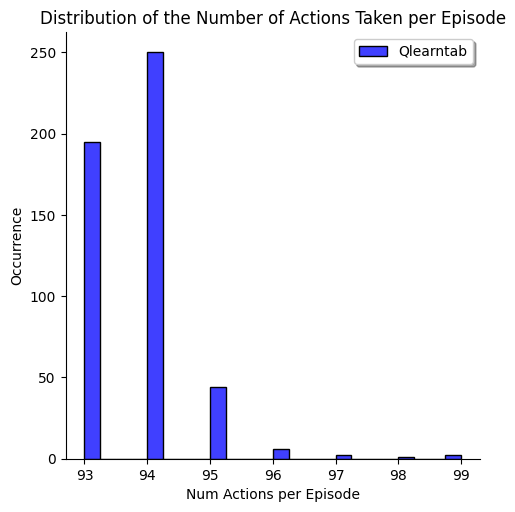 Distribution of the Number of Actions Taken per Episode
Qlearntab
250
200
150
100
50
0
Occurrence
93 94 95 96 97 98 99
Num Actions per Episode